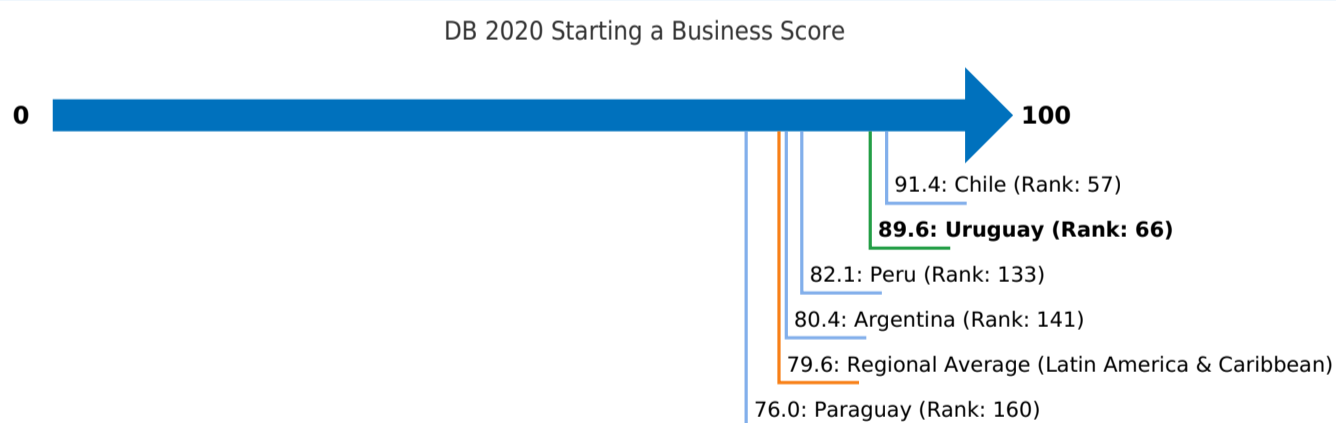 DB 2020 Starting a Business Score
0
100
91.4: Chile (Rank: 57)
89.6: Uruguay (Rank: 66)
82.1: Peru (Rank: 133)
80.4: Argentina (Rank: 141)
79.6: Regional Average (Latin America & Caribbean)
76.0: Paraguay (Rank: 160)